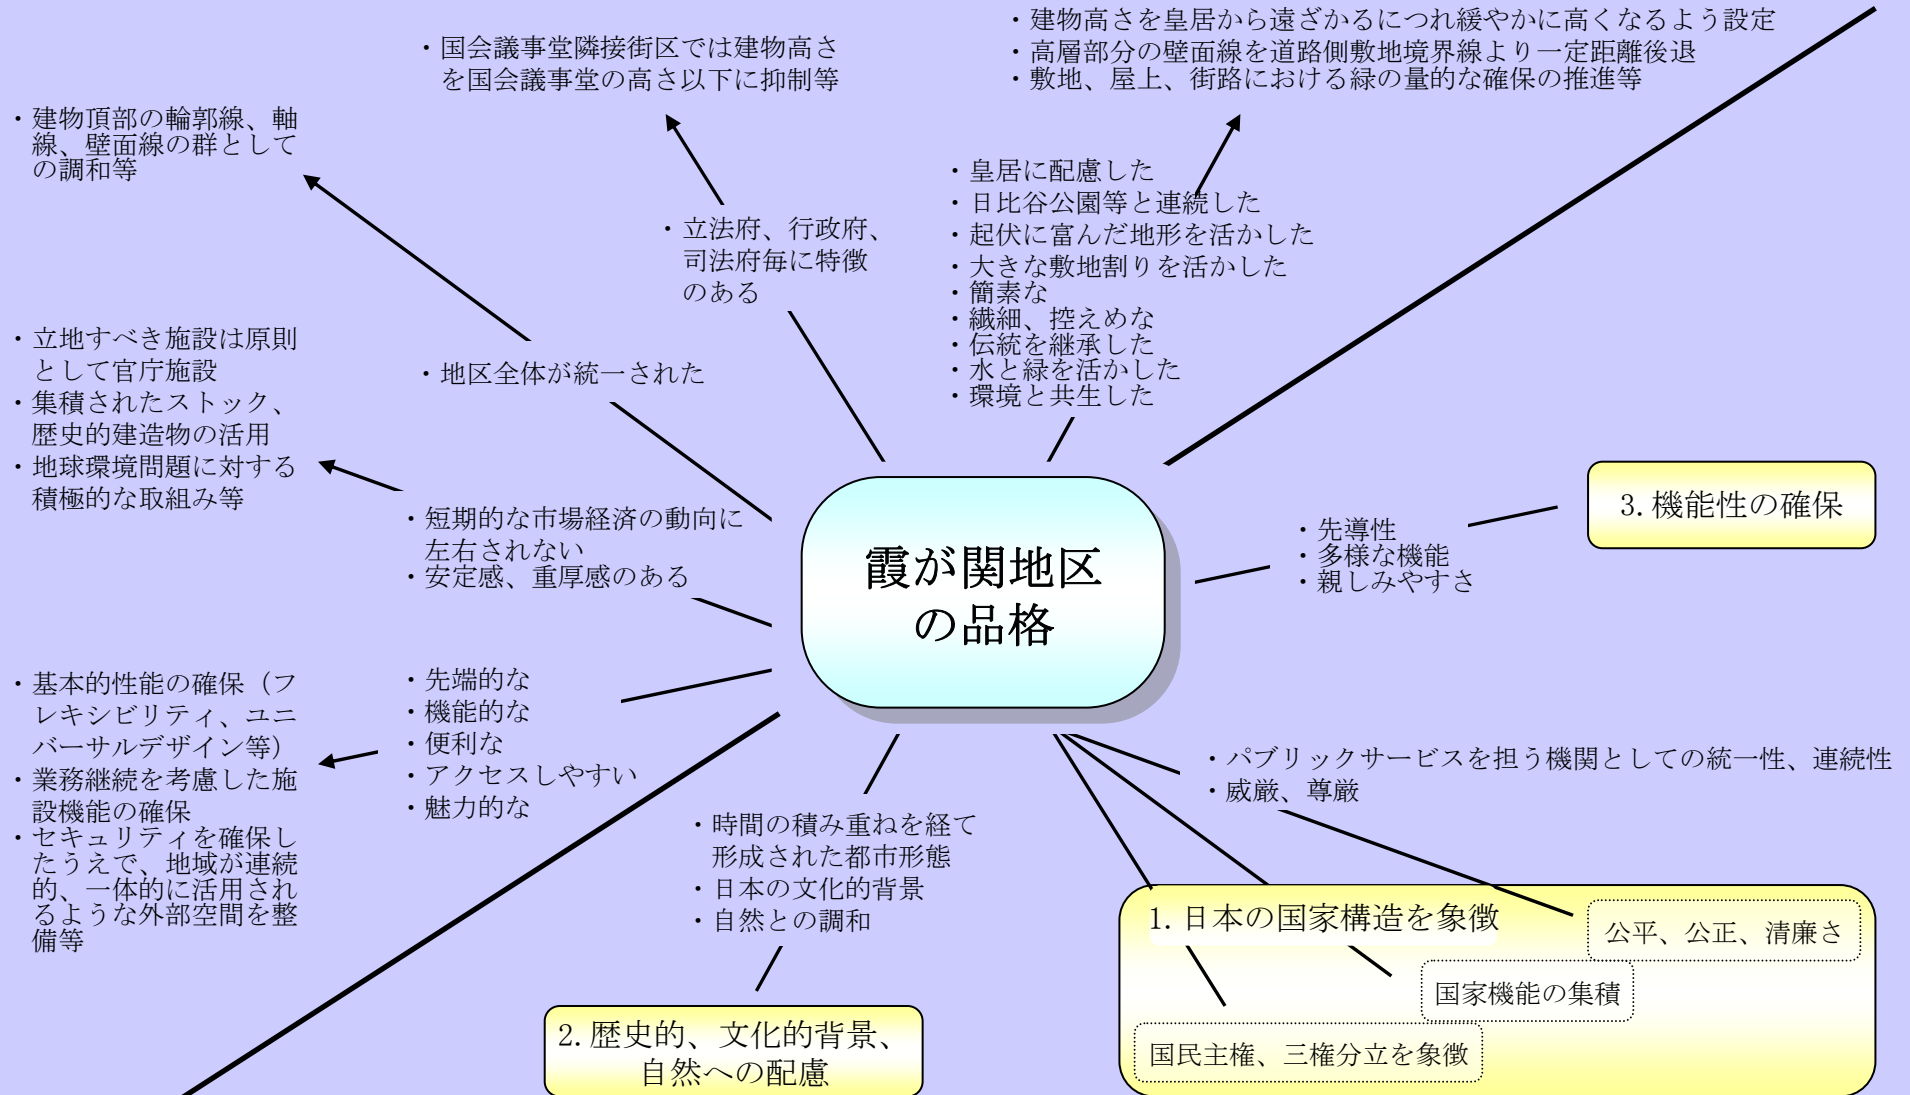 ・建物高さを皇居から遠ざかるにつれ緩やかに高くなるよう設定
・高層部分の壁面線を道路側敷地境界線より一定距離後退
・敷地、屋上、街路における緑の量的な確保の推進等
・国会議事堂隣接街区では建物高さ
を国会議事堂の高さ以下に抑制等
・建物頂部の輪郭線、軸
線、壁面線の群として
の調和等
・皇居に配慮した
・日比谷公園等と連続した
・起伏に富んだ地形を活かした
・大きな敷地割りを活かした
・簡素な
・繊細、控えめな
・伝統を継承した
・水と緑を活かした
・環境と共生した
・立法府、行政府、
司法府毎に特徴
のある
・地区全体が統一された
・立地すべき施設は原則
として官庁施設
・集積されたストック、
歴史的建造物の活用
・地球環境問題に対する
積極的な取組み等
・短期的な市場経済の動向に
左右されない
・安定感、重厚感のある
霞が関地区
の品格
・先導性
・多様な機能
・親しみやすさ
3.機能性の確保
・基本的性能の確保（フ
レキシビリティ、ユニ
バーサルデザイン等）
・業務継続を考慮した施
設機能の確保
・セキュリティを確保し
たうえで、地域が連続
的、一体的に活用され
るような外部空間を整
備等
・先端的な
・機能的な
・便利な
・アクセスしやすい
・魅力的な
・時間の積み重ねを経て
形成された都市形態
・日本の文化的背景
・自然との調和
2.歴史的、文化的背景、
自然への配慮
・パブリックサービスを担う機関としての統一性、連続性
・威厳、尊厳
1.日本の国家構造を象徴
公平、公正、清廉さ
国家機能の集積
国民主権、三権分立を象徴